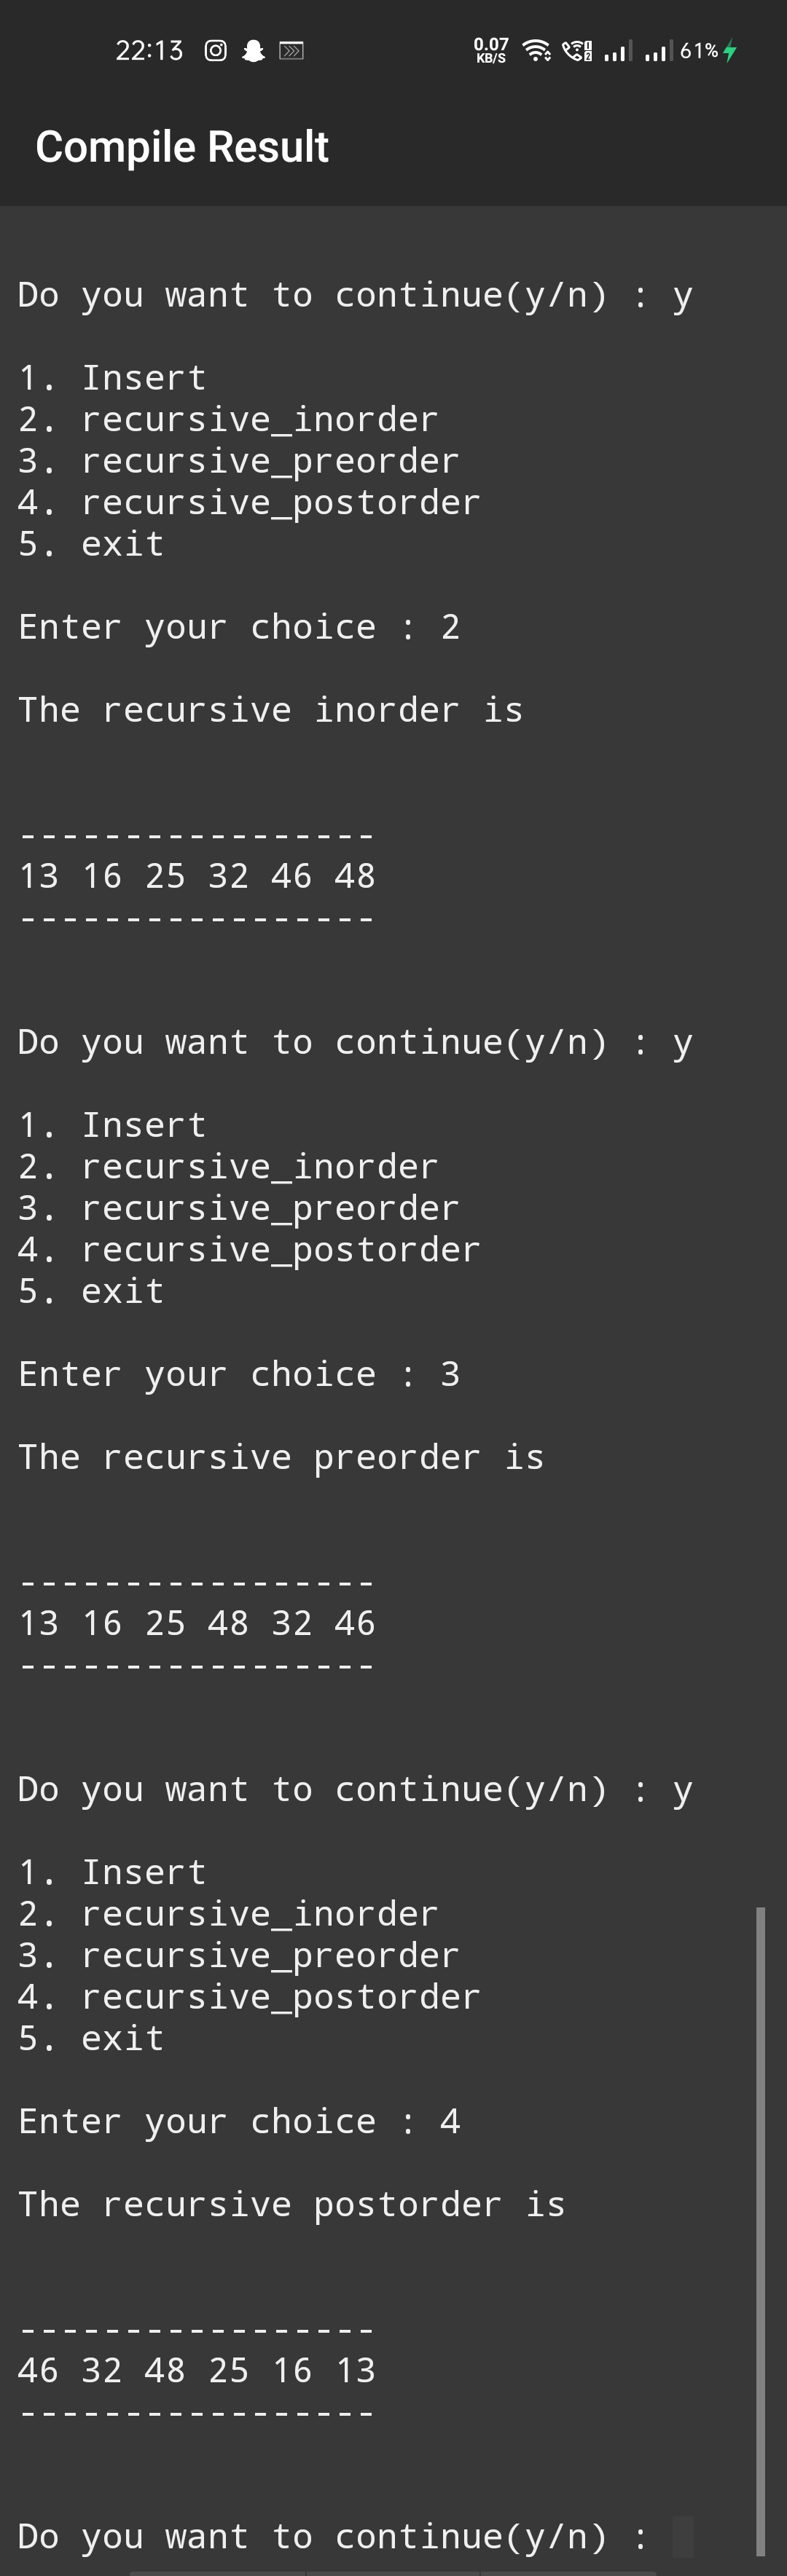 22:13 0.07 KB/S 61%
Compile Result
Do you want to continue(y/n) : y
1. Insert
2. recursive_inorder
3. recursive_preorder
4. recursive_postorder
5. exit
Enter your choice : 2
The recursive inorder is
-----------------
13 16 25 32 46 48
-----------------
Do you want to continue(y/n) : y
1. Insert
2. recursive_inorder
3. recursive_preorder
4. recursive_postorder
5. exit
Enter your choice : 3
The recursive preorder is
-----------------
13 16 25 48 32 46
-----------------
Do you want to continue(y/n) : y
1. Insert
2. recursive_inorder
3. recursive_preorder
4. recursive_postorder
5. exit
Enter your choice : 4
The recursive postorder is
-----------------
46 32 48 25 16 13
-----------------
Do you want to continue(y/n) :